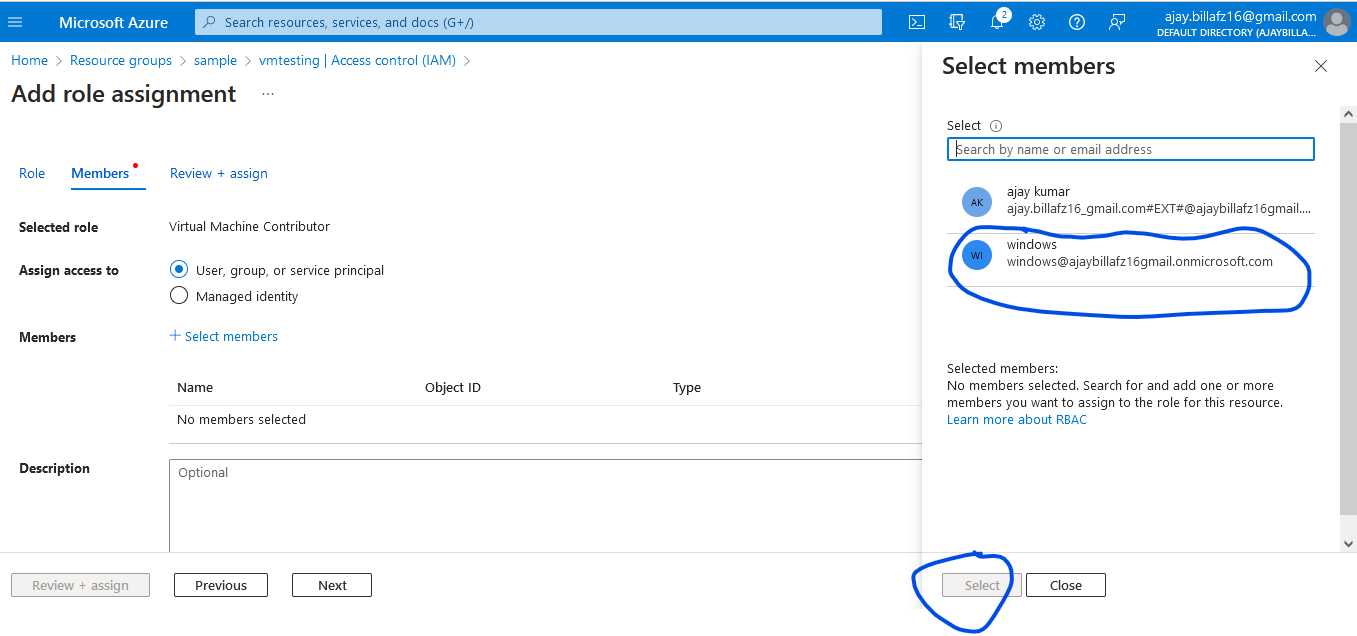 Microsoft Azure
Search resources, services, and docs (G+/)
2
ajay.billafz16@gmail.com
DEFAULT DIRECTORY (AJAYBILLA...
Home > Resource groups > sample > vmtesting | Access control (IAM) >
Add role assignment ...
Role
Members
Review + assign
Selected role
Virtual Machine Contributor
Assign access to
User, group, or service principal
Managed identity
Members
+ Select members
Name
Object ID
Type
No members selected
Description
Optional
Review + assign
Previous
Next
Select members
Select
Search by name or email address
AK
ajay kumar
ajay.billafz16_gmail.com#EXT#@ajaybillafz16gmail....
WI
windows
windows@ajaybillafz16gmail.onmicrosoft.com
Selected members:
No members selected. Search for and add one or more
members you want to assign to the role for this resource.
Learn more about RBAC
Select
Close